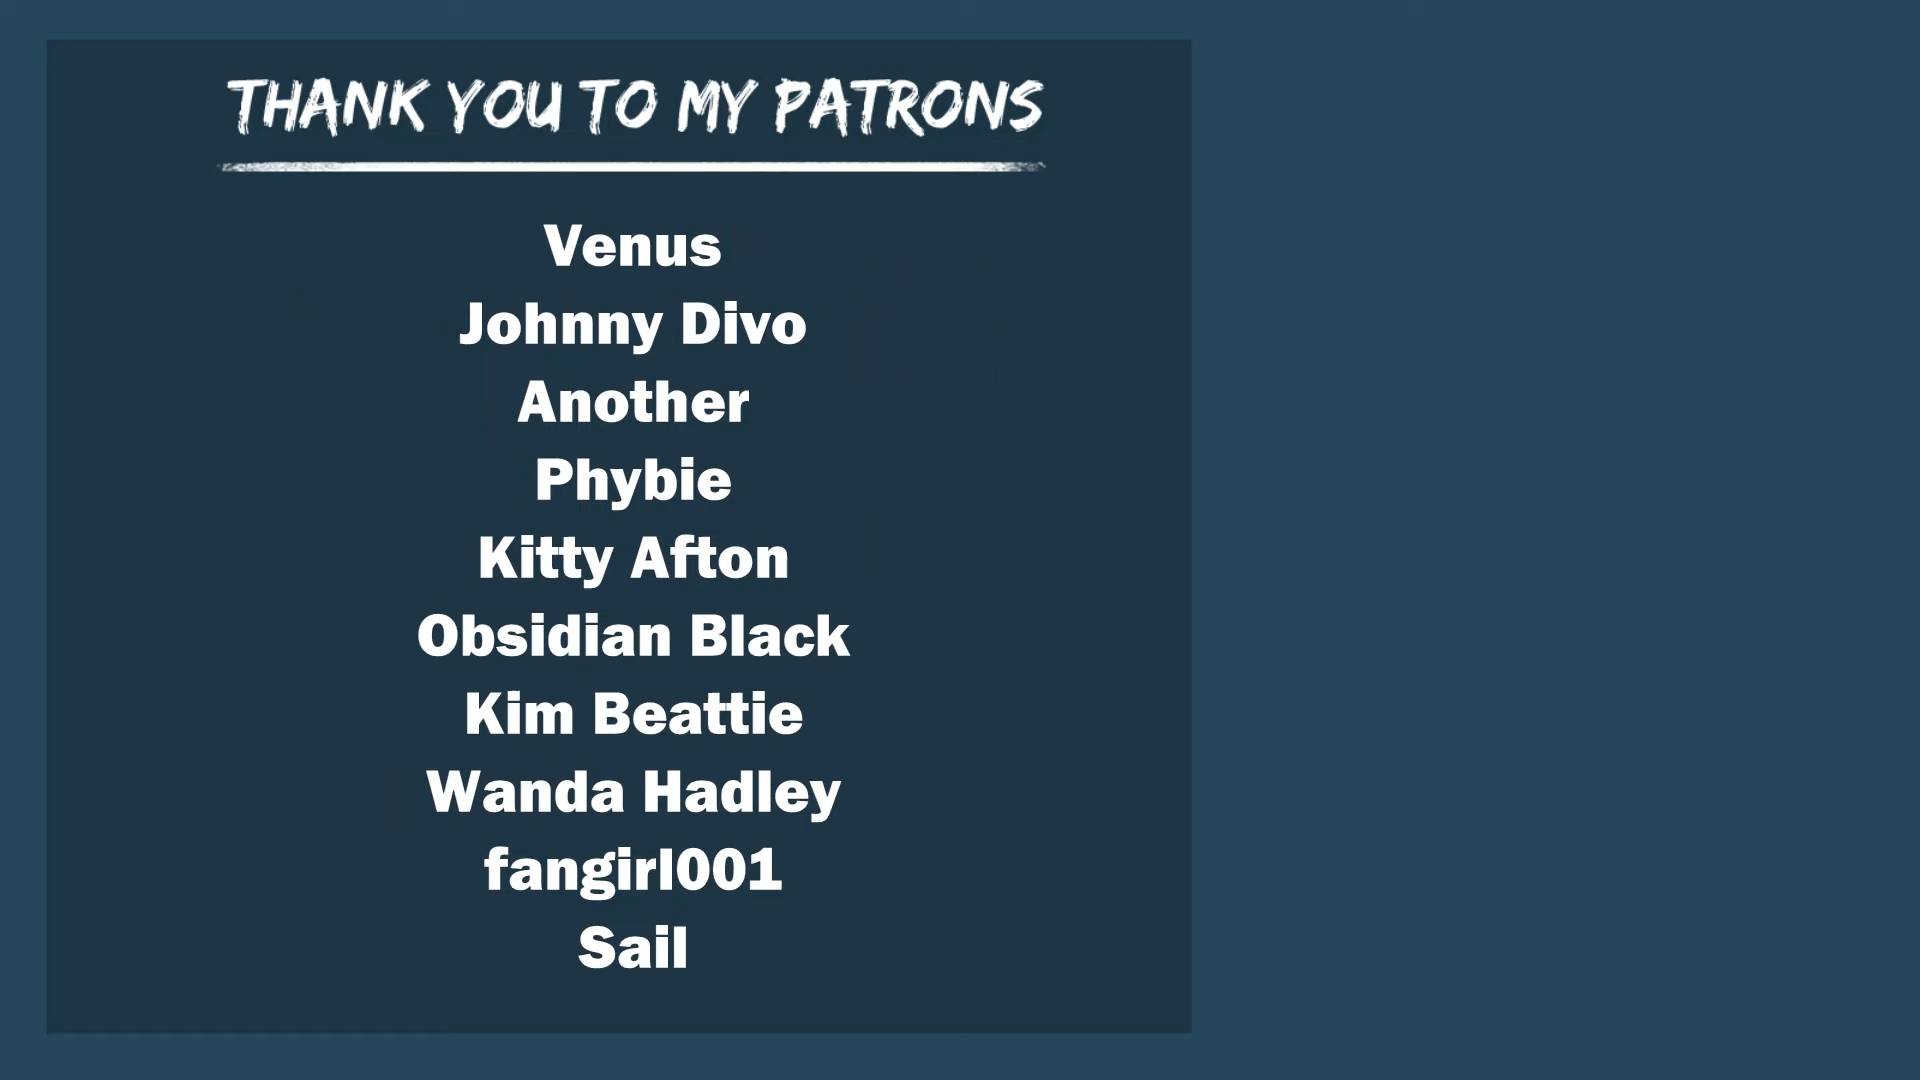 THANK YOU TO MY PATRONS
Venus
Johnny Divo
Another
Phybie
Kitty Afton
Obsidian Black
Kim Beattie
Wanda Hadley
fangirl001
Sail